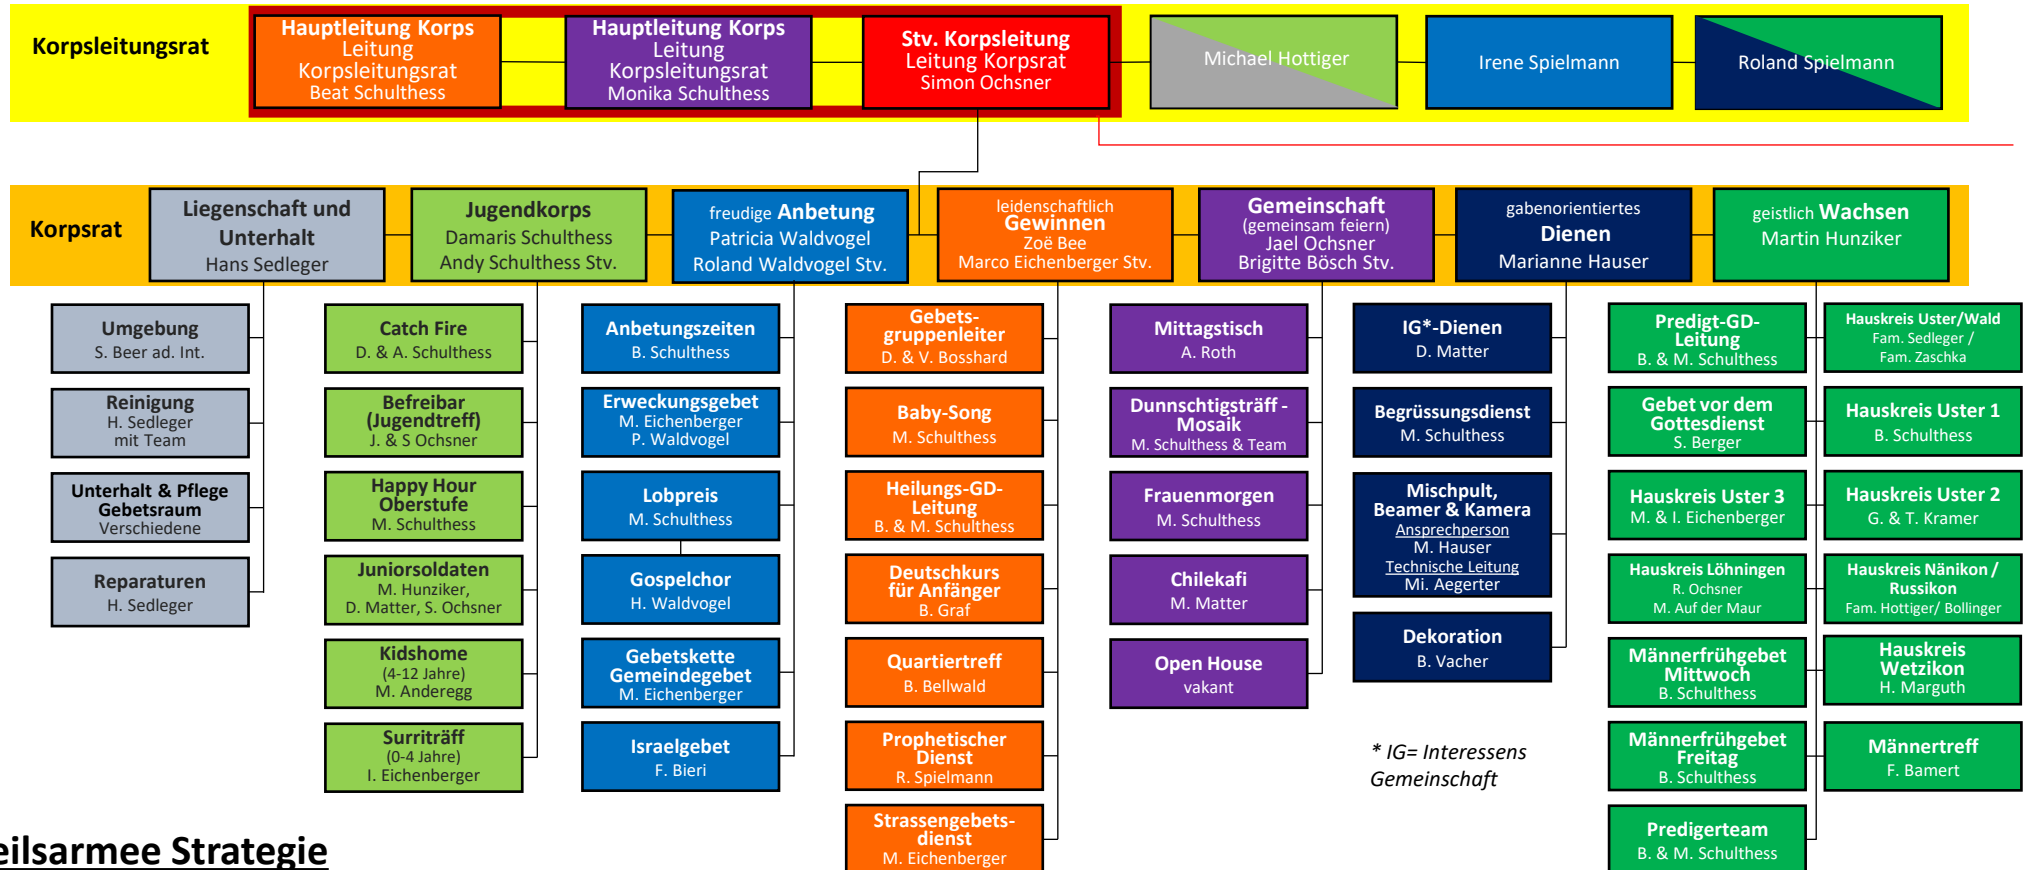 Korpsleitungsrat
Hauptleitung Korps
Leitung
Korpsleitungsrat
Beat Schulthess
Hauptleitung Korps
Leitung
Korpsleitungsrat
Monika Schulthess
Stv. Korpsleitung
Leitung Korpsrat
Simon Ochsner
Michael Hottiger
Irene Spielmann
Roland Spielmann
Korpsrat
Liegenschaft und
Unterhalt
Hans Sedleger
Jugendkorps
Damaris Schulthess
Andy Schulthess Stv.
freudige Anbetung
Patricia Waldvogel
Roland Waldvogel Stv.
leidenschaftlich
Gewinnen
Zoë Bee
Marco Eichenberger Stv.
Gemeinschaft
(gemeinsam feiern)
Jael Ochsner
Brigitte Bösch Stv.
gabenorientiertes
Dienen
Marianne Hauser
geistlich Wachsen
Martin Hunziker
Umgebung
S. Beer ad. Int.
Reinigung
H. Sedleger
mit Team
Unterhalt & Pflege
Gebetsraum
Verschiedene
Reparaturen
H. Sedleger
Catch Fire
D. & A. Schulthess
Befreibar
(Jugendtreff)
J. & S Ochsner
Happy Hour
Oberstufe
M. Schulthess
Juniorsoldaten
M. Hunziker,
D. Matter, S. Ochsner
Kidshome
(4-12 Jahre)
M. Anderegg
Surriträff
(0-4 Jahre)
I. Eichenberger
Anbetungszeiten
B. Schulthess
Erweckungsgebet
M. Eichenberger
P. Waldvogel
Lobpreis
M. Schulthess
Gospelchor
H. Waldvogel
Gebetskette
Gemeindegebet
M. Eichenberger
Israelgebet
F. Bieri
Gebets-
gruppenleiter
D. & V. Bosshard
Baby-Song
M. Schulthess
Heilungs-GD-
Leitung
B. & M. Schulthess
Deutschkurs
für Anfänger
B. Graf
Quartiertreff
B. Bellwald
Prophetischer
Dienst
R. Spielmann
Strassengebets-
dienst
M. Eichenberger
Mittagstisch
A. Roth
Dunnschtigsträff -
Mosaik
M. Schulthess & Team
Frauenmorgen
M. Schulthess
Chilekafi
M. Matter
Open House
vakant
IG*-Dienen
D. Matter
Begrüssungsdienst
M. Schulthess
Mischpult,
Beamer & Kamera
Ansprechperson
M. Hauser
Technische Leitung
Mi. Aegerter
Dekoration
B. Vacher
* IG= Interessens
Gemeinschaft
Predigt-GD-
Leitung
B. & M. Schulthess
Gebet vor dem
Gottesdienst
S. Berger
Hauskreis Uster 3
M. & I. Eichenberger
Hauskreis Löhningen
R. Ochsner
M. Auf der Maur
Männerfrühgebet
Mittwoch
B. Schulthess
Männerfrühgebet
Freitag
B. Schulthess
Predigerteam
B. & M. Schulthess
Hauskreis Uster/Wald
Fam. Sedleger /
Fam. Zaschka
Hauskreis Uster 1
B. Schulthess
Hauskreis Uster 2
G. & T. Kramer
Hauskreis Nänikon /
Russikon
Fam. Hottiger/ Bollinger
Hauskreis
Wetzikon
H. Marguth
Männertreff
F. Bamert
eilsarmee Strategie